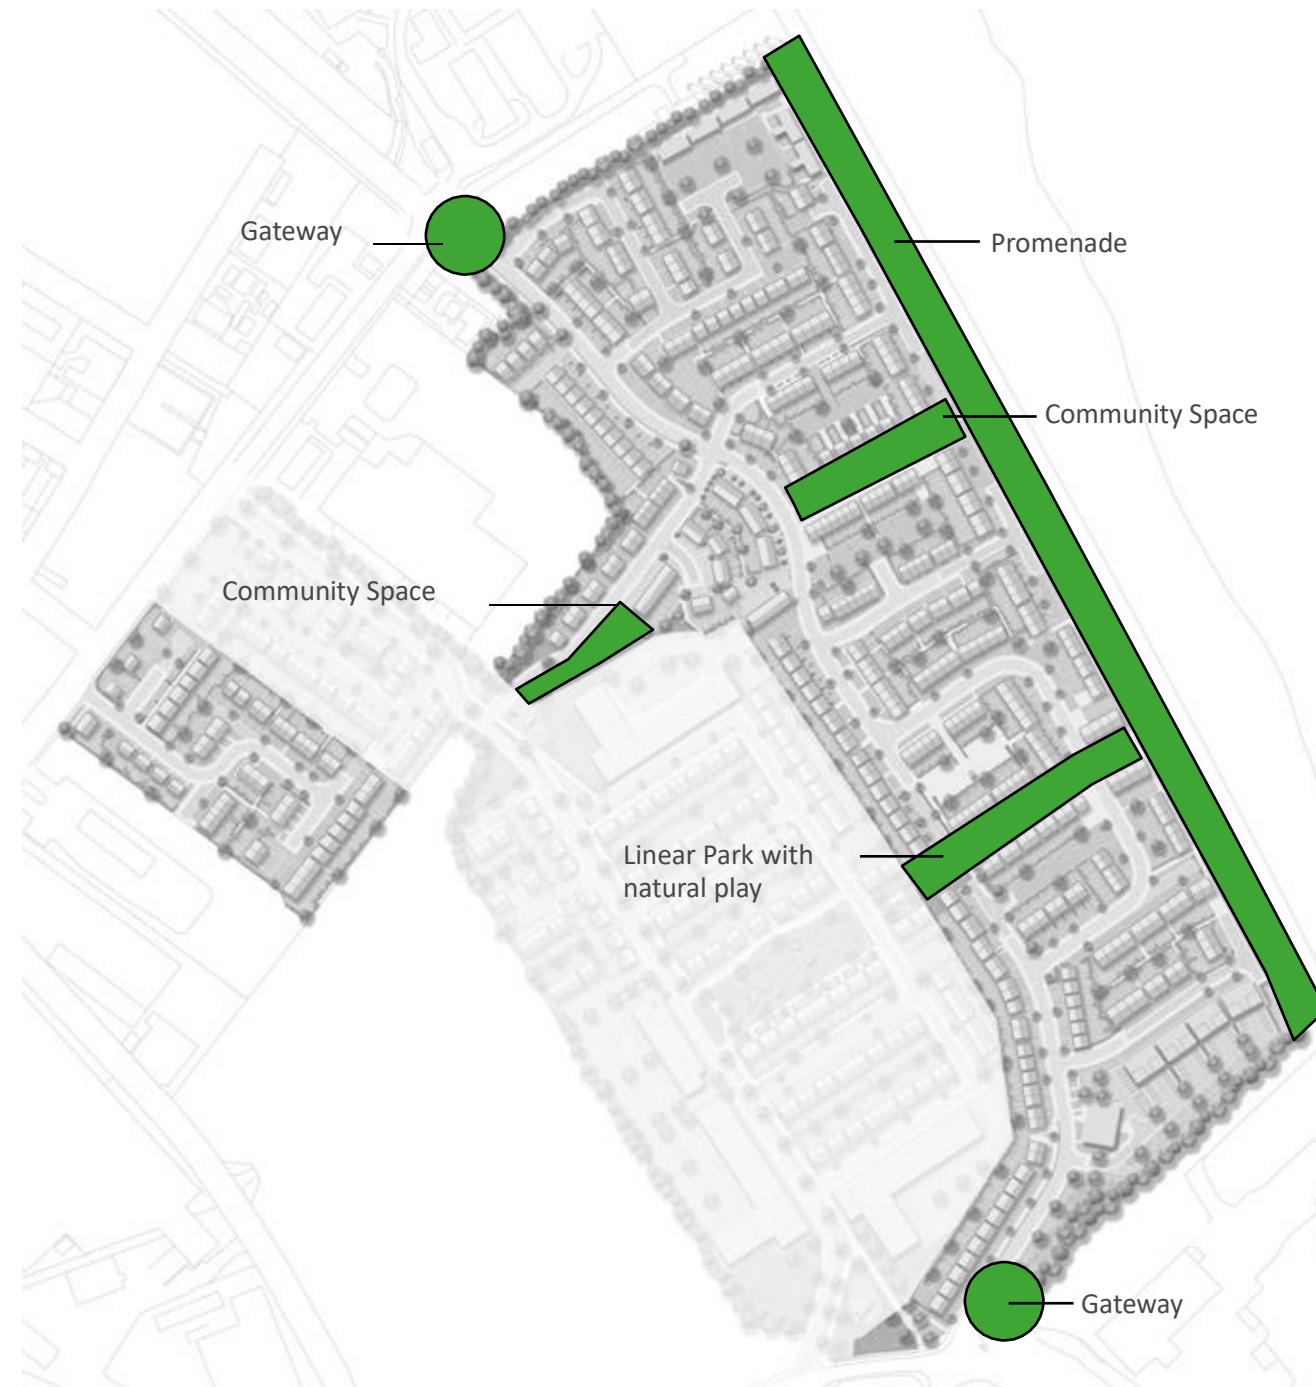 Gateway
Promenade
Community Space
Community Space
Linear Park with
natural play
Gateway